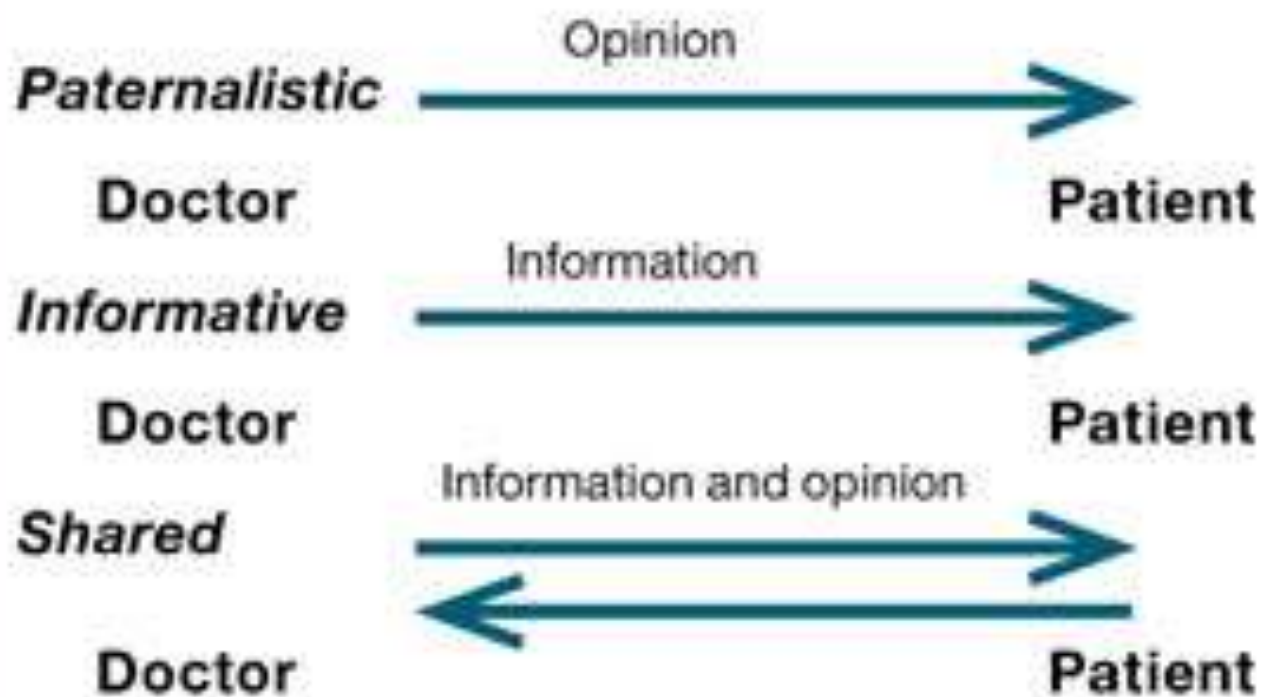 Opinion
Paternalistic
Doctor Patient
Information
Informative
Doctor Patient
Information and opinion
Shared
Doctor Patient